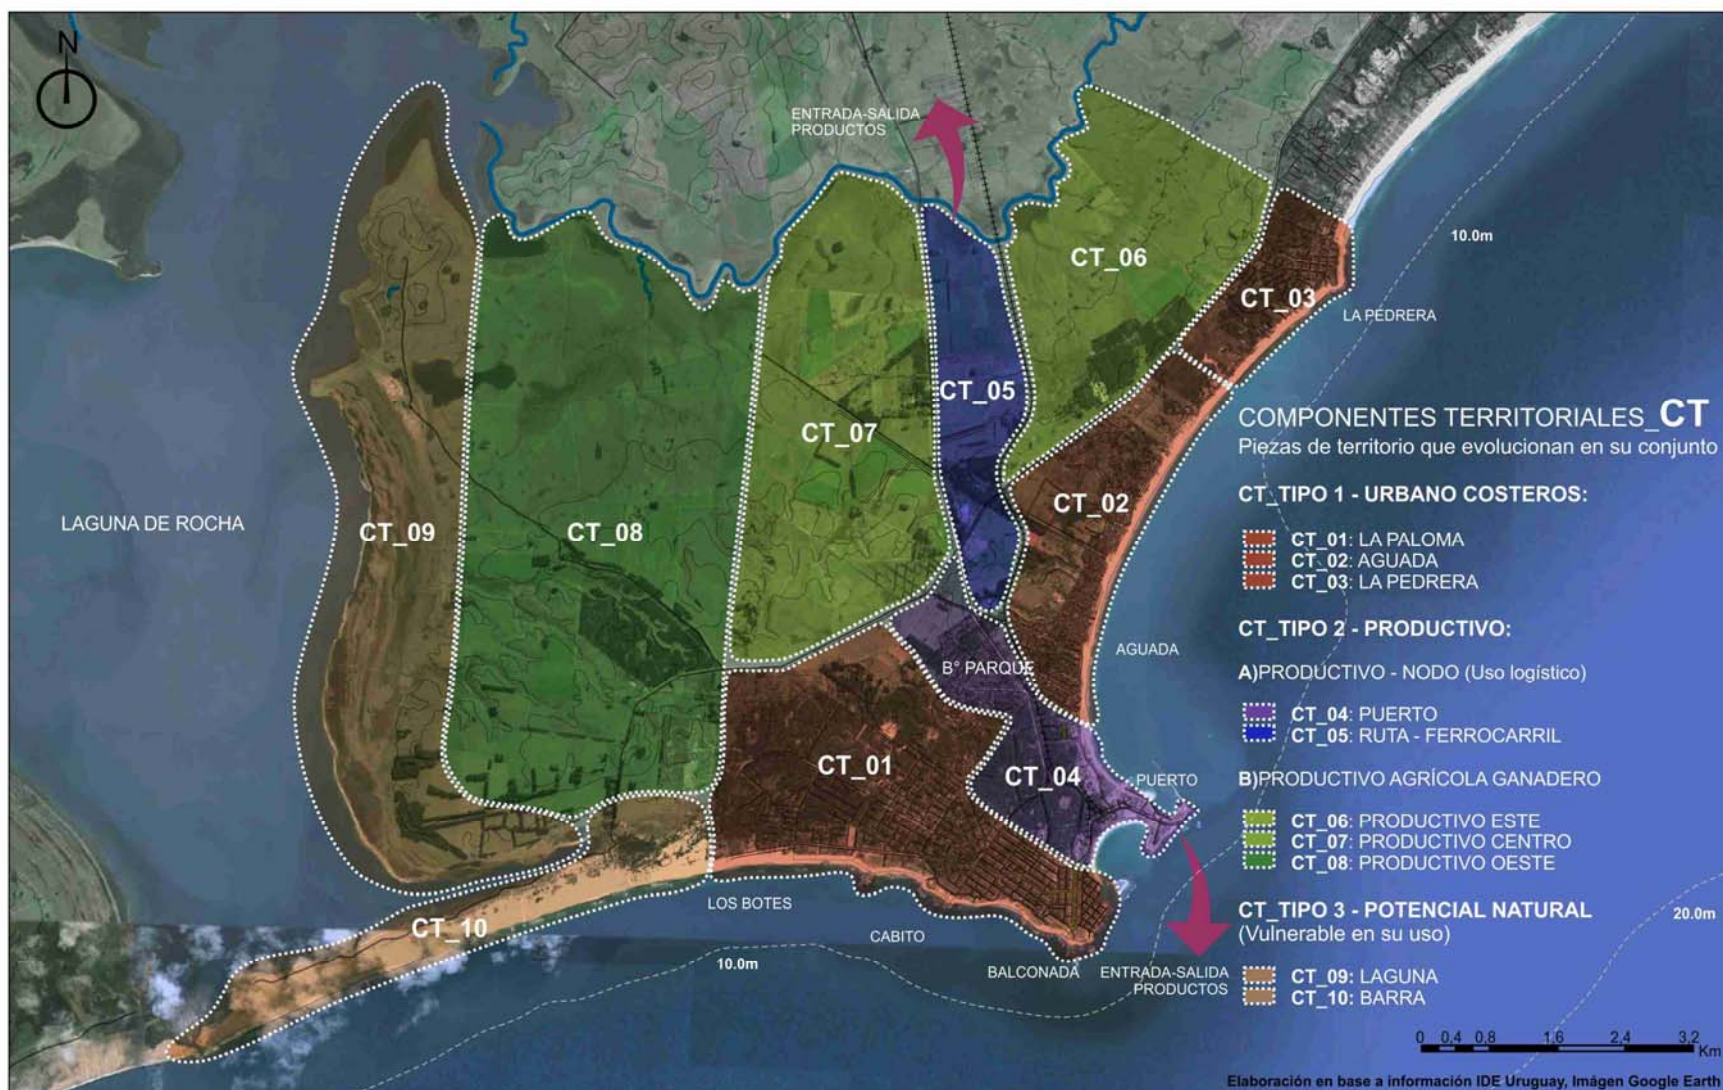 N
ENTRADA-SALIDA
PRODUCTOS
10.0m
CT_06
CT_03
LA PEDRERA
CT_05
CT_07
COMPONENTES TERRITORIALES_CT
Piezas de territorio que evolucionan en su conjunto
CT_TIPO 1 - URBANO COSTEROS:
CT_01: LA PALOMA
CT_02: AGUADA
CT_03: LA PEDRERA
CT_TIPO 2 - PRODUCTIVO:
A)PRODUCTIVO - NODO (Uso logístico)
CT_04: PUERTO
CT_05: RUTA - FERROCARRIL
B)PRODUCTIVO AGRÍCOLA GANADERO
CT_06: PRODUCTIVO ESTE
CT_07: PRODUCTIVO CENTRO
CT_08: PRODUCTIVO OESTE
CT_TIPO 3 - POTENCIAL NATURAL
(Vulnerable en su uso)
CT_09: LAGUNA
CT_10: BARRA
CT_02
LAGUNA DE ROCHA
CT_09
CT_08
AGUADA
B° PARQUE
CT_01
CT_04
PUERTO
LOS BOTES
CT_10
CABITO
10.0m
BALCONADA
ENTRADA-SALIDA
PRODUCTOS
20.0m
0 0,4 0,8 1,6 2,4 3,2
Km
Elaboración en base a información IDE Uruguay, Imágen Google Earth